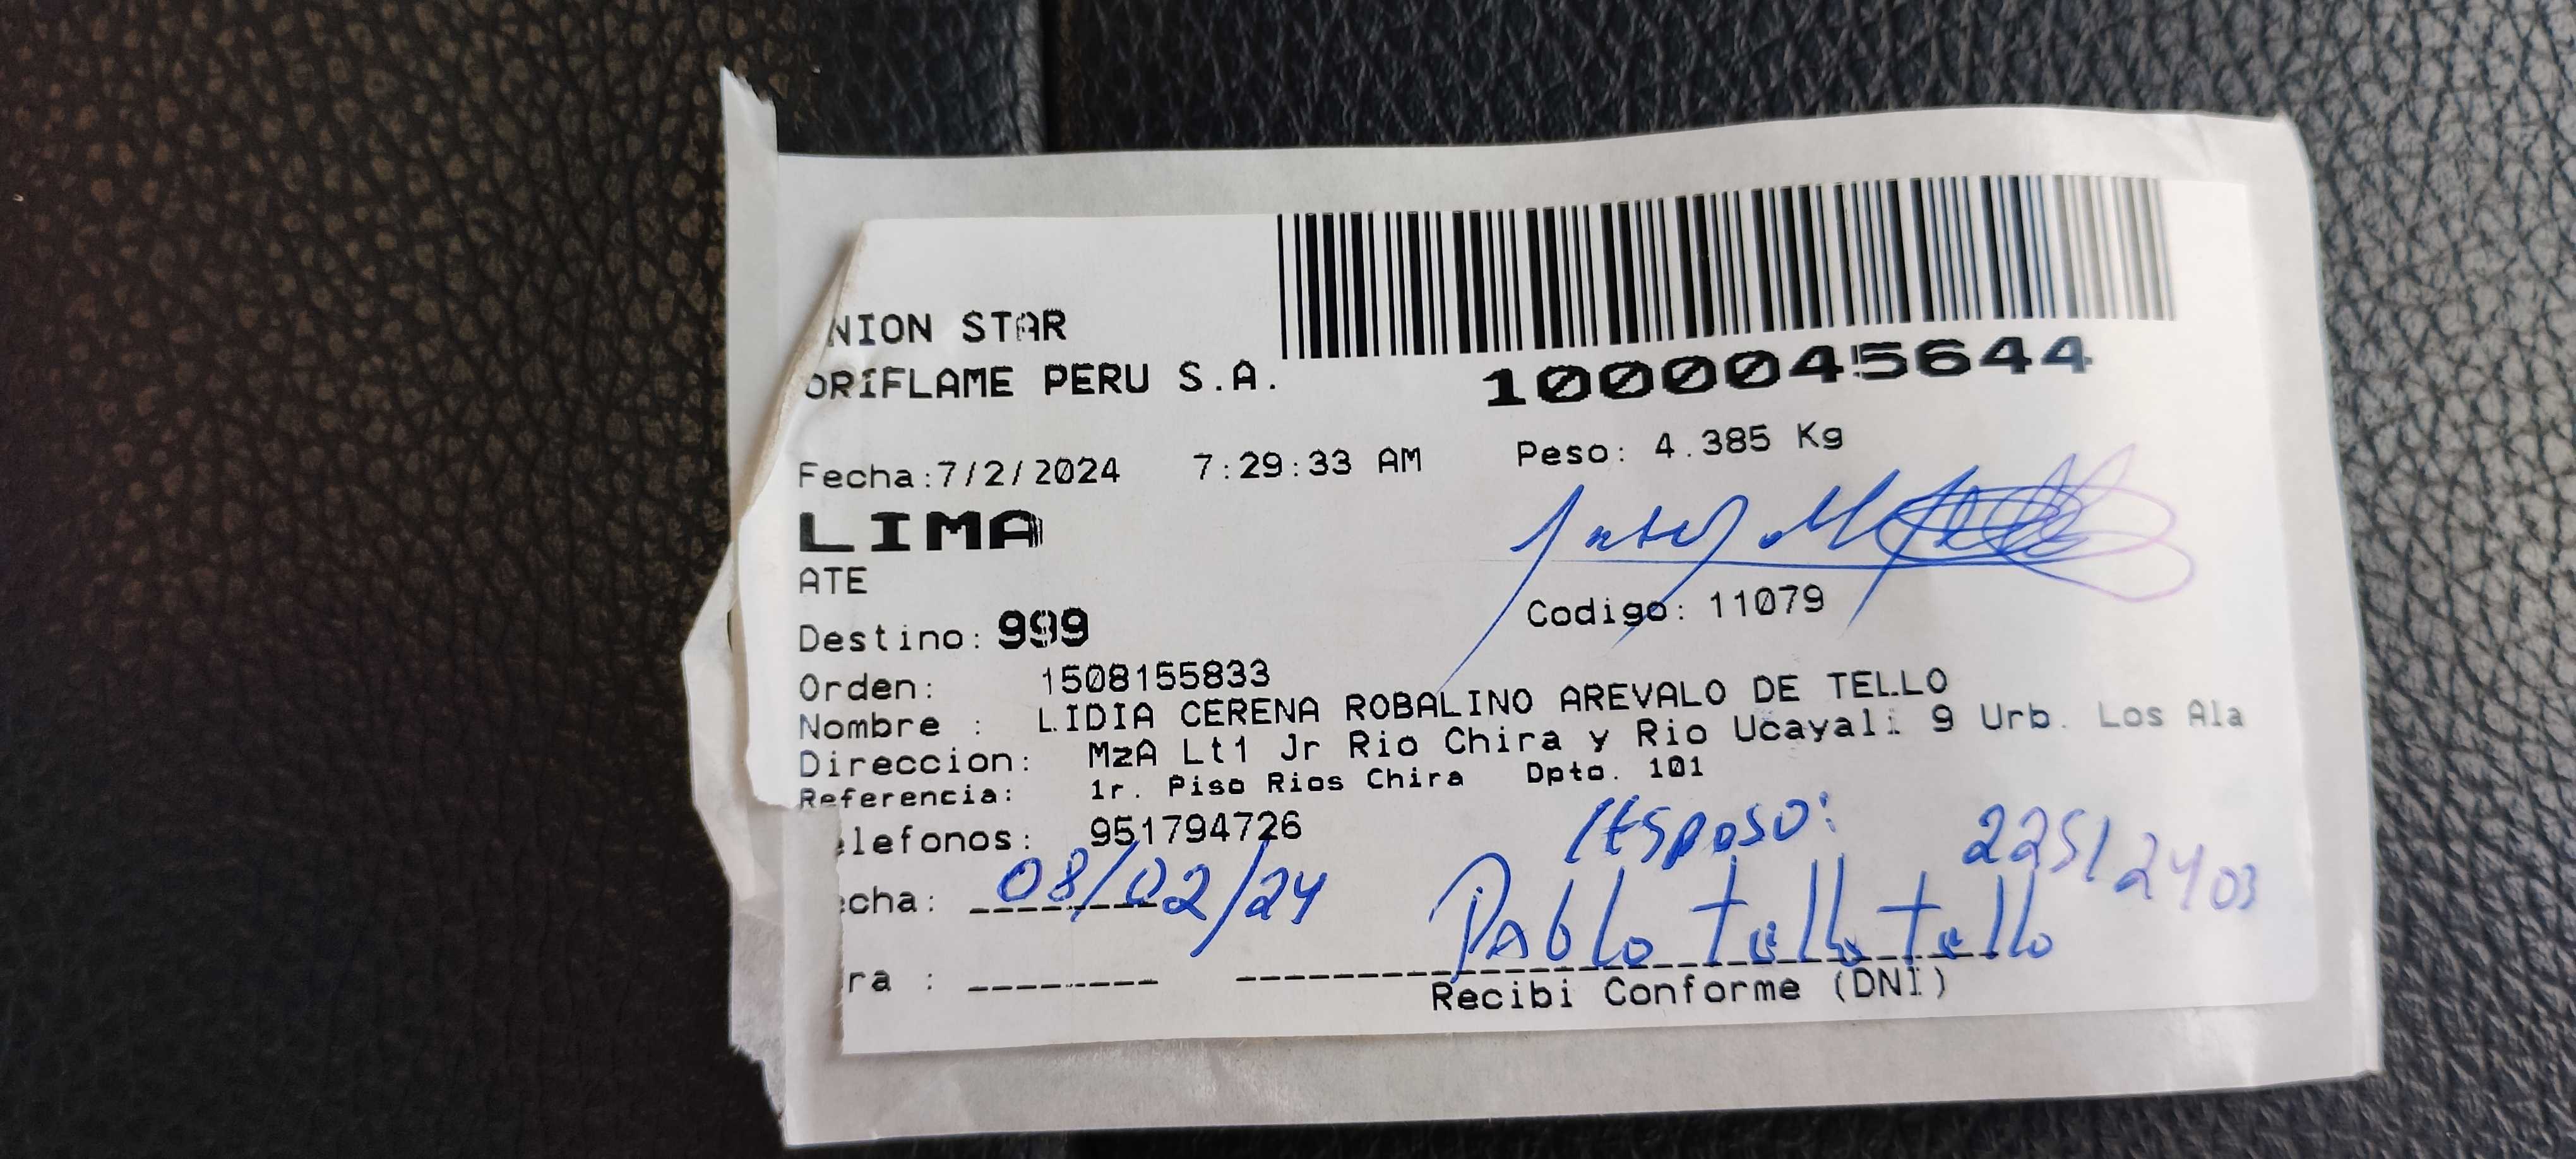 NION STAR
ORIFLAME PERU S.A.
1000045644
Fecha:7/2/2024 7:29:33 AM Peso: 4.385 Kg
LIMA
ATE
Destino: 999 Codigo: 11079
Orden: 1508155833
Nombre : LIDIA CERENA ROBALINO AREVALO DE TELLO
Direccion: MzA Lt1 Jr Rio Chira y Rio Ucayali 9 Urb. Los Ala
Referencia: 1r. Piso Rios Chira Dpto. 101
elefonos: 951794726
Esposo: 22512403
echa: 08/02/24 Pablo Tello Tello
ra :
Recibi Conforme (DNI)